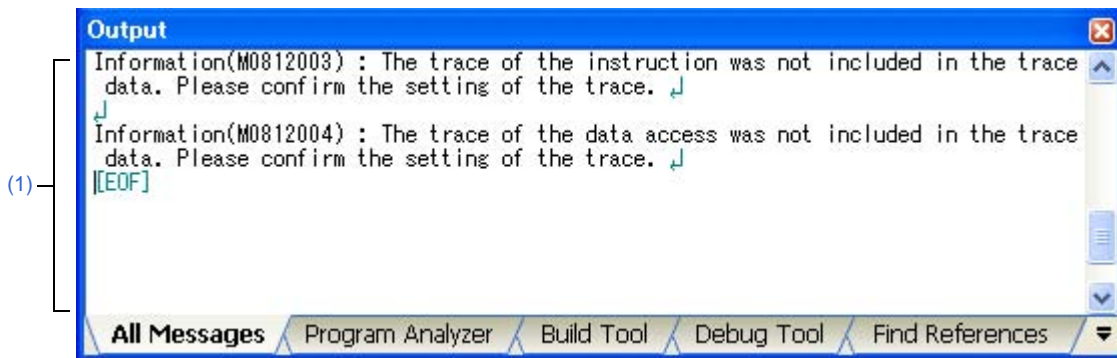 Output
Information(M0812003) : The trace of the instruction was not included in the trace
data. Please confirm the setting of the trace. ↲
↲
Information(M0812004) : The trace of the data access was not included in the trace
data. Please confirm the setting of the trace. ↲
(1)
[EOF]
All Messages Program Analyzer Build Tool Debug Tool Find References